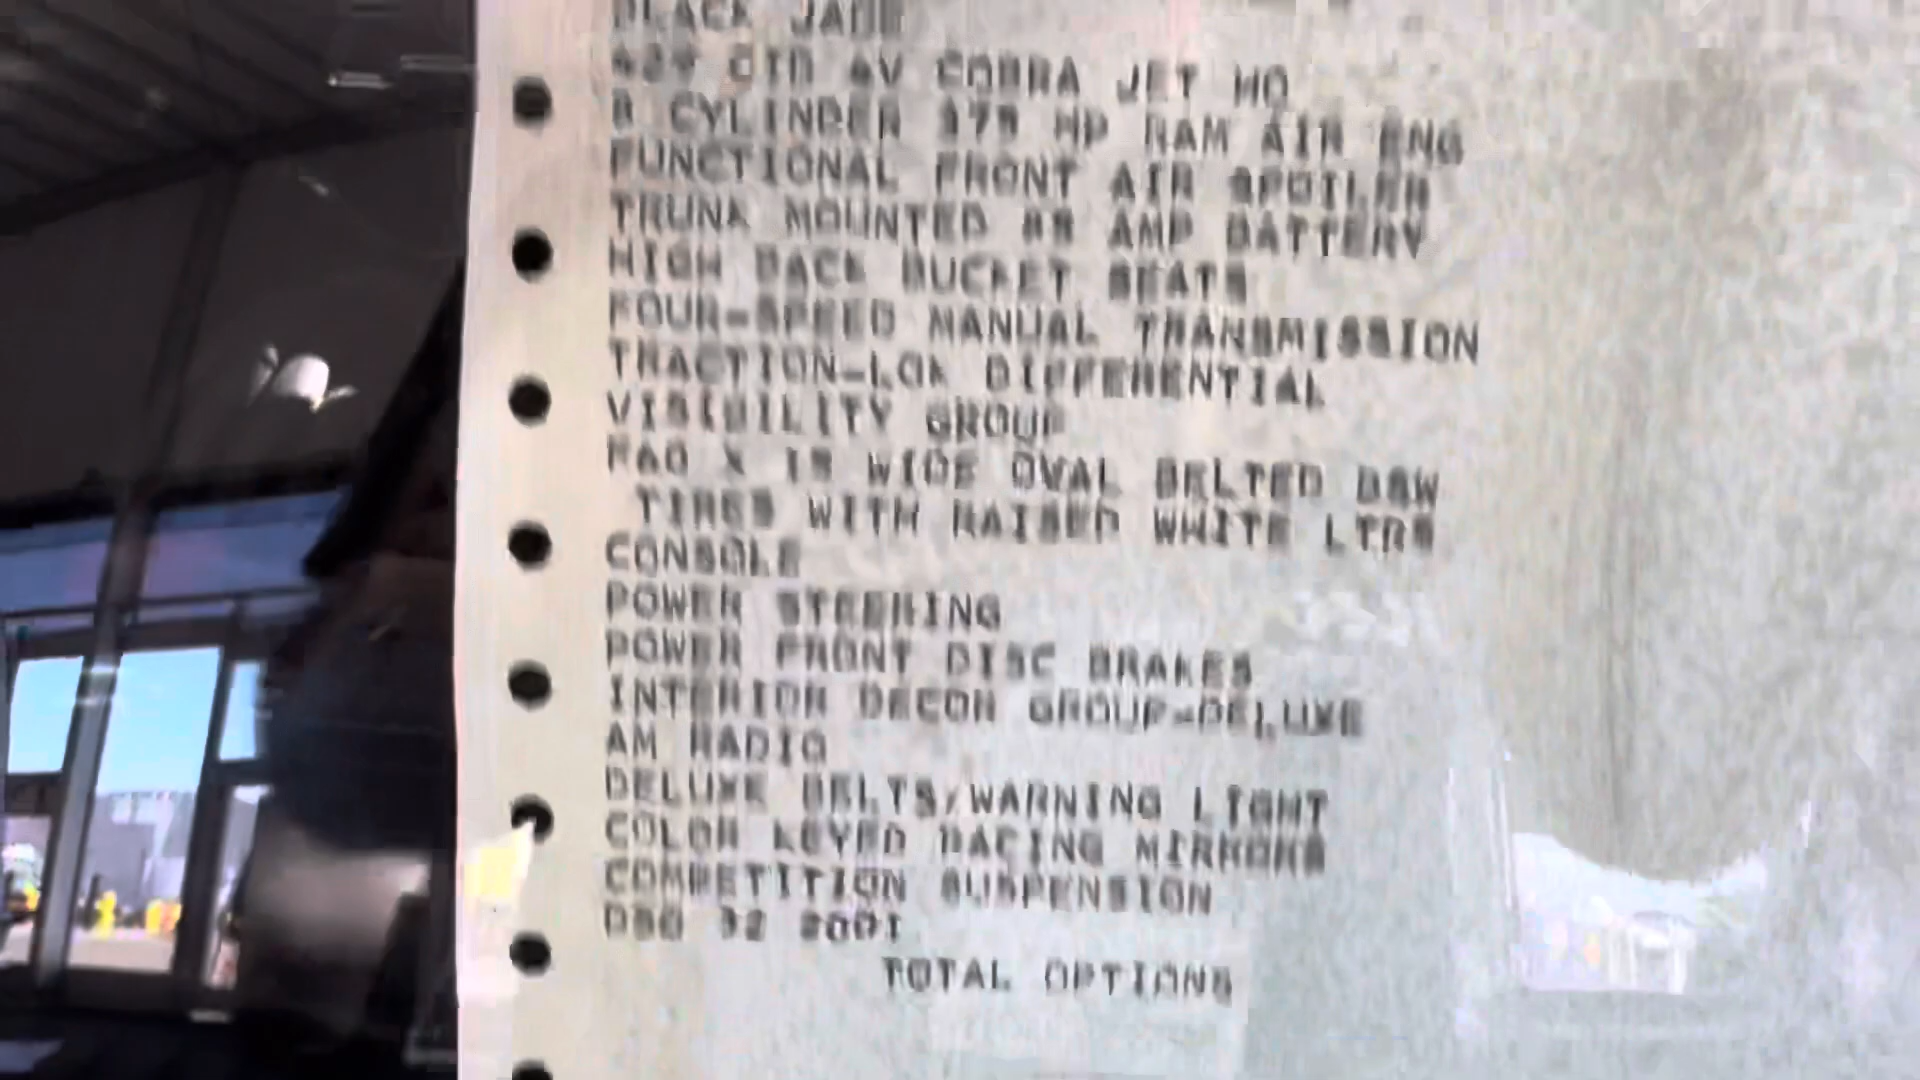 BLACK JADE
429 CID 4V COBRA JET HO
8 CYLINDER 375 HP RAM AIR ENG
FUNCTIONAL FRONT AIR SPOILER
TRUNK MOUNTED 85 AMP BATTERY
HIGH BACK BUCKET SEATS
FOUR-SPEED MANUAL TRANSMISSION
TRACTION-LOK DIFFERENTIAL
VISIBILITY GROUP
F60 X 15 WIDE OVAL BELTED BSW
TIRES WITH RAISED WHITE LTRS
CONSOLE
POWER STEERING
POWER FRONT DISC BRAKES
INTERIOR DECOR GROUP-DELUXE
AM RADIO
DELUXE BELTS/WARNING LIGHT
COLOR KEYED RACING MIRRORS
COMPETITION SUSPENSION
DSO
TOTAL OPTIONS